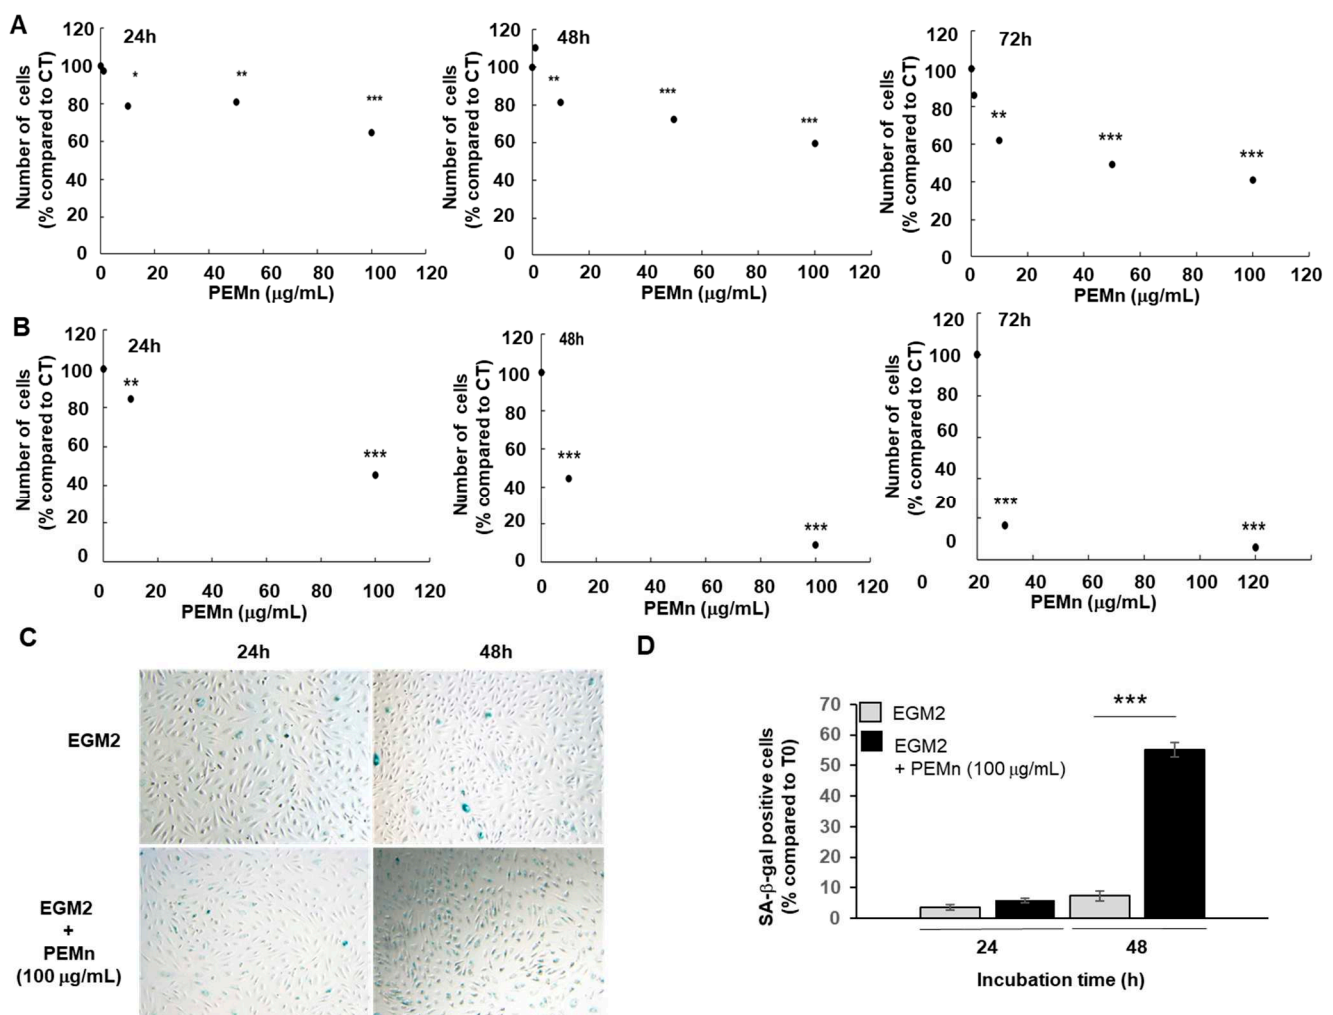 A
24h
Number of cells
(% compared to CT)
120
100
80
60
40
20
0
*
**
***
0 20 40 60 80 100 120
PEMn (µg/mL)
48h
Number of cells
(% compared to CT)
120
100
80
60
40
20
0
**
***
***
0 20 40 60 80 100 120
PEMn (µg/mL)
72h
Number of cells
(% compared to CT)
120
100
80
60
40
20
0
**
***
***
0 20 40 60 80 100 120
PEMn (µg/mL)
B
24h
Number of cells
(% compared to CT)
120
100
80
60
40
20
0
**
***
0 20 40 60 80 100 120
PEMn (µg/mL)
48h
Number of cells
(% compared to CT)
120
100
80
60
40
20
0
***
***
0 20 40 60 80 100 120
PEMn (µg/mL)
72h
Number of cells
(% compared to CT)
120
100
80
60
40
20
0
***
***
0 20 40 60 80 100 120
PEMn (µg/mL)
C
24h 48h
EGM2
EGM2
+
PEMn
(100 µg/mL)
D
SA-β-gal positive cells
(% compared to T0)
70
60
50
40
30
20
10
0
EGM2
EGM2
+ PEMn (100 µg/mL)
***
24 48
Incubation time (h)